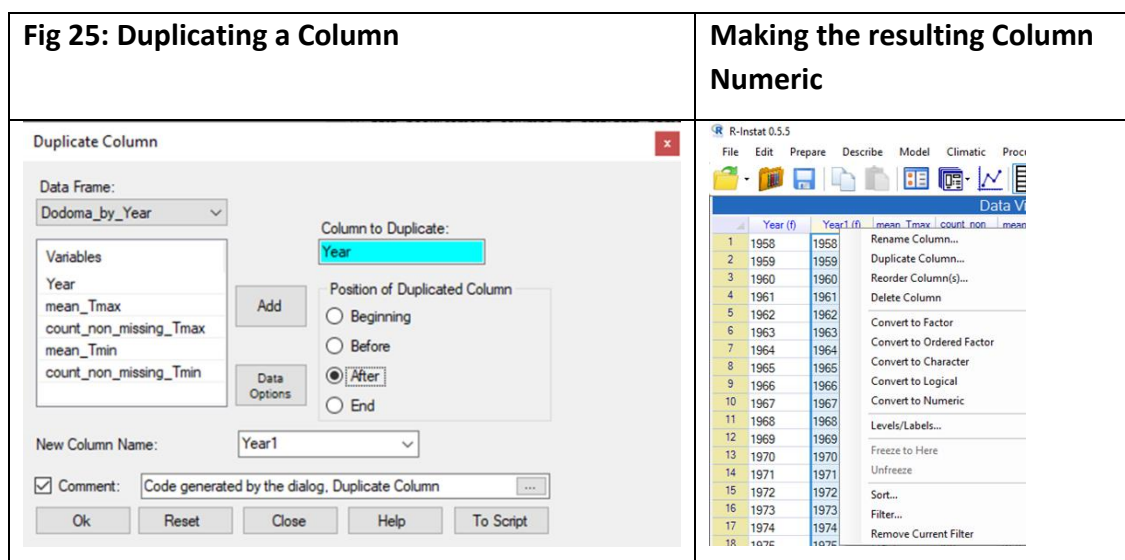 Fig 25: Duplicating a Column
Making the resulting Column
Numeric
Duplicate Column
x
Data Frame:
Dodoma_by_Year
Variables
Year
mean_Tmax
count_non_missing_Tmax
mean_Tmin
count_non_missing_Tmin
Add
Data
Options
Column to Duplicate:
Year
Position of Duplicated Column
Beginning
Before
After
End
New Column Name:
Year1
Comment:
Code generated by the dialog, Duplicate Column
...
Ok Reset Close Help To Script
R-Instat 0.5.5
File Edit Prepare Describe Model Climatic
Year (f) Year1 (f) mean_Tmax count_non mean
1 1958 1958
2 1959 1959
3 1960 1960
4 1961 1961
5 1962 1962
6 1963 1963
7 1964 1964
8 1965 1965
9 1966 1966
10 1967 1967
11 1968 1968
12 1969 1969
13 1970 1970
14 1971 1971
15 1972 1972
16 1973 1973
17 1974 1974
18 1975 1975
Rename Column...
Duplicate Column...
Reorder Column(s)...
Delete Column
Convert to Factor
Convert to Ordered Factor
Convert to Character
Convert to Logical
Convert to Numeric
Levels/Labels...
Freeze to Here
Unfreeze
Sort...
Filter...
Remove Current Filter